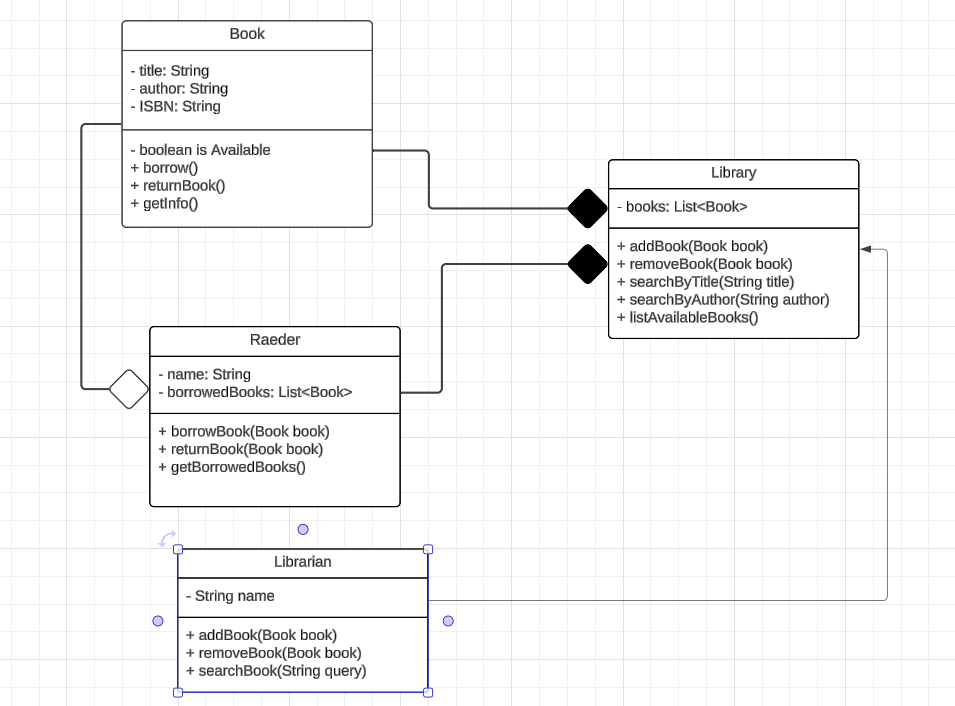 Book
- title: String
- author: String
- ISBN: String
- boolean is Available
+ borrow()
+ returnBook()
+ getInfo()
Library
- books: List<Book>
+ addBook(Book book)
+ removeBook(Book book)
+ searchByTitle(String title)
+ searchByAuthor(String author)
+ listAvailableBooks()
Raeder
- name: String
- borrowedBooks: List<Book>
+ borrowBook(Book book)
+ returnBook(Book book)
+ getBorrowedBooks()
Librarian
- String name
+ addBook(Book book)
+ removeBook(Book book)
+ searchBook(String query)